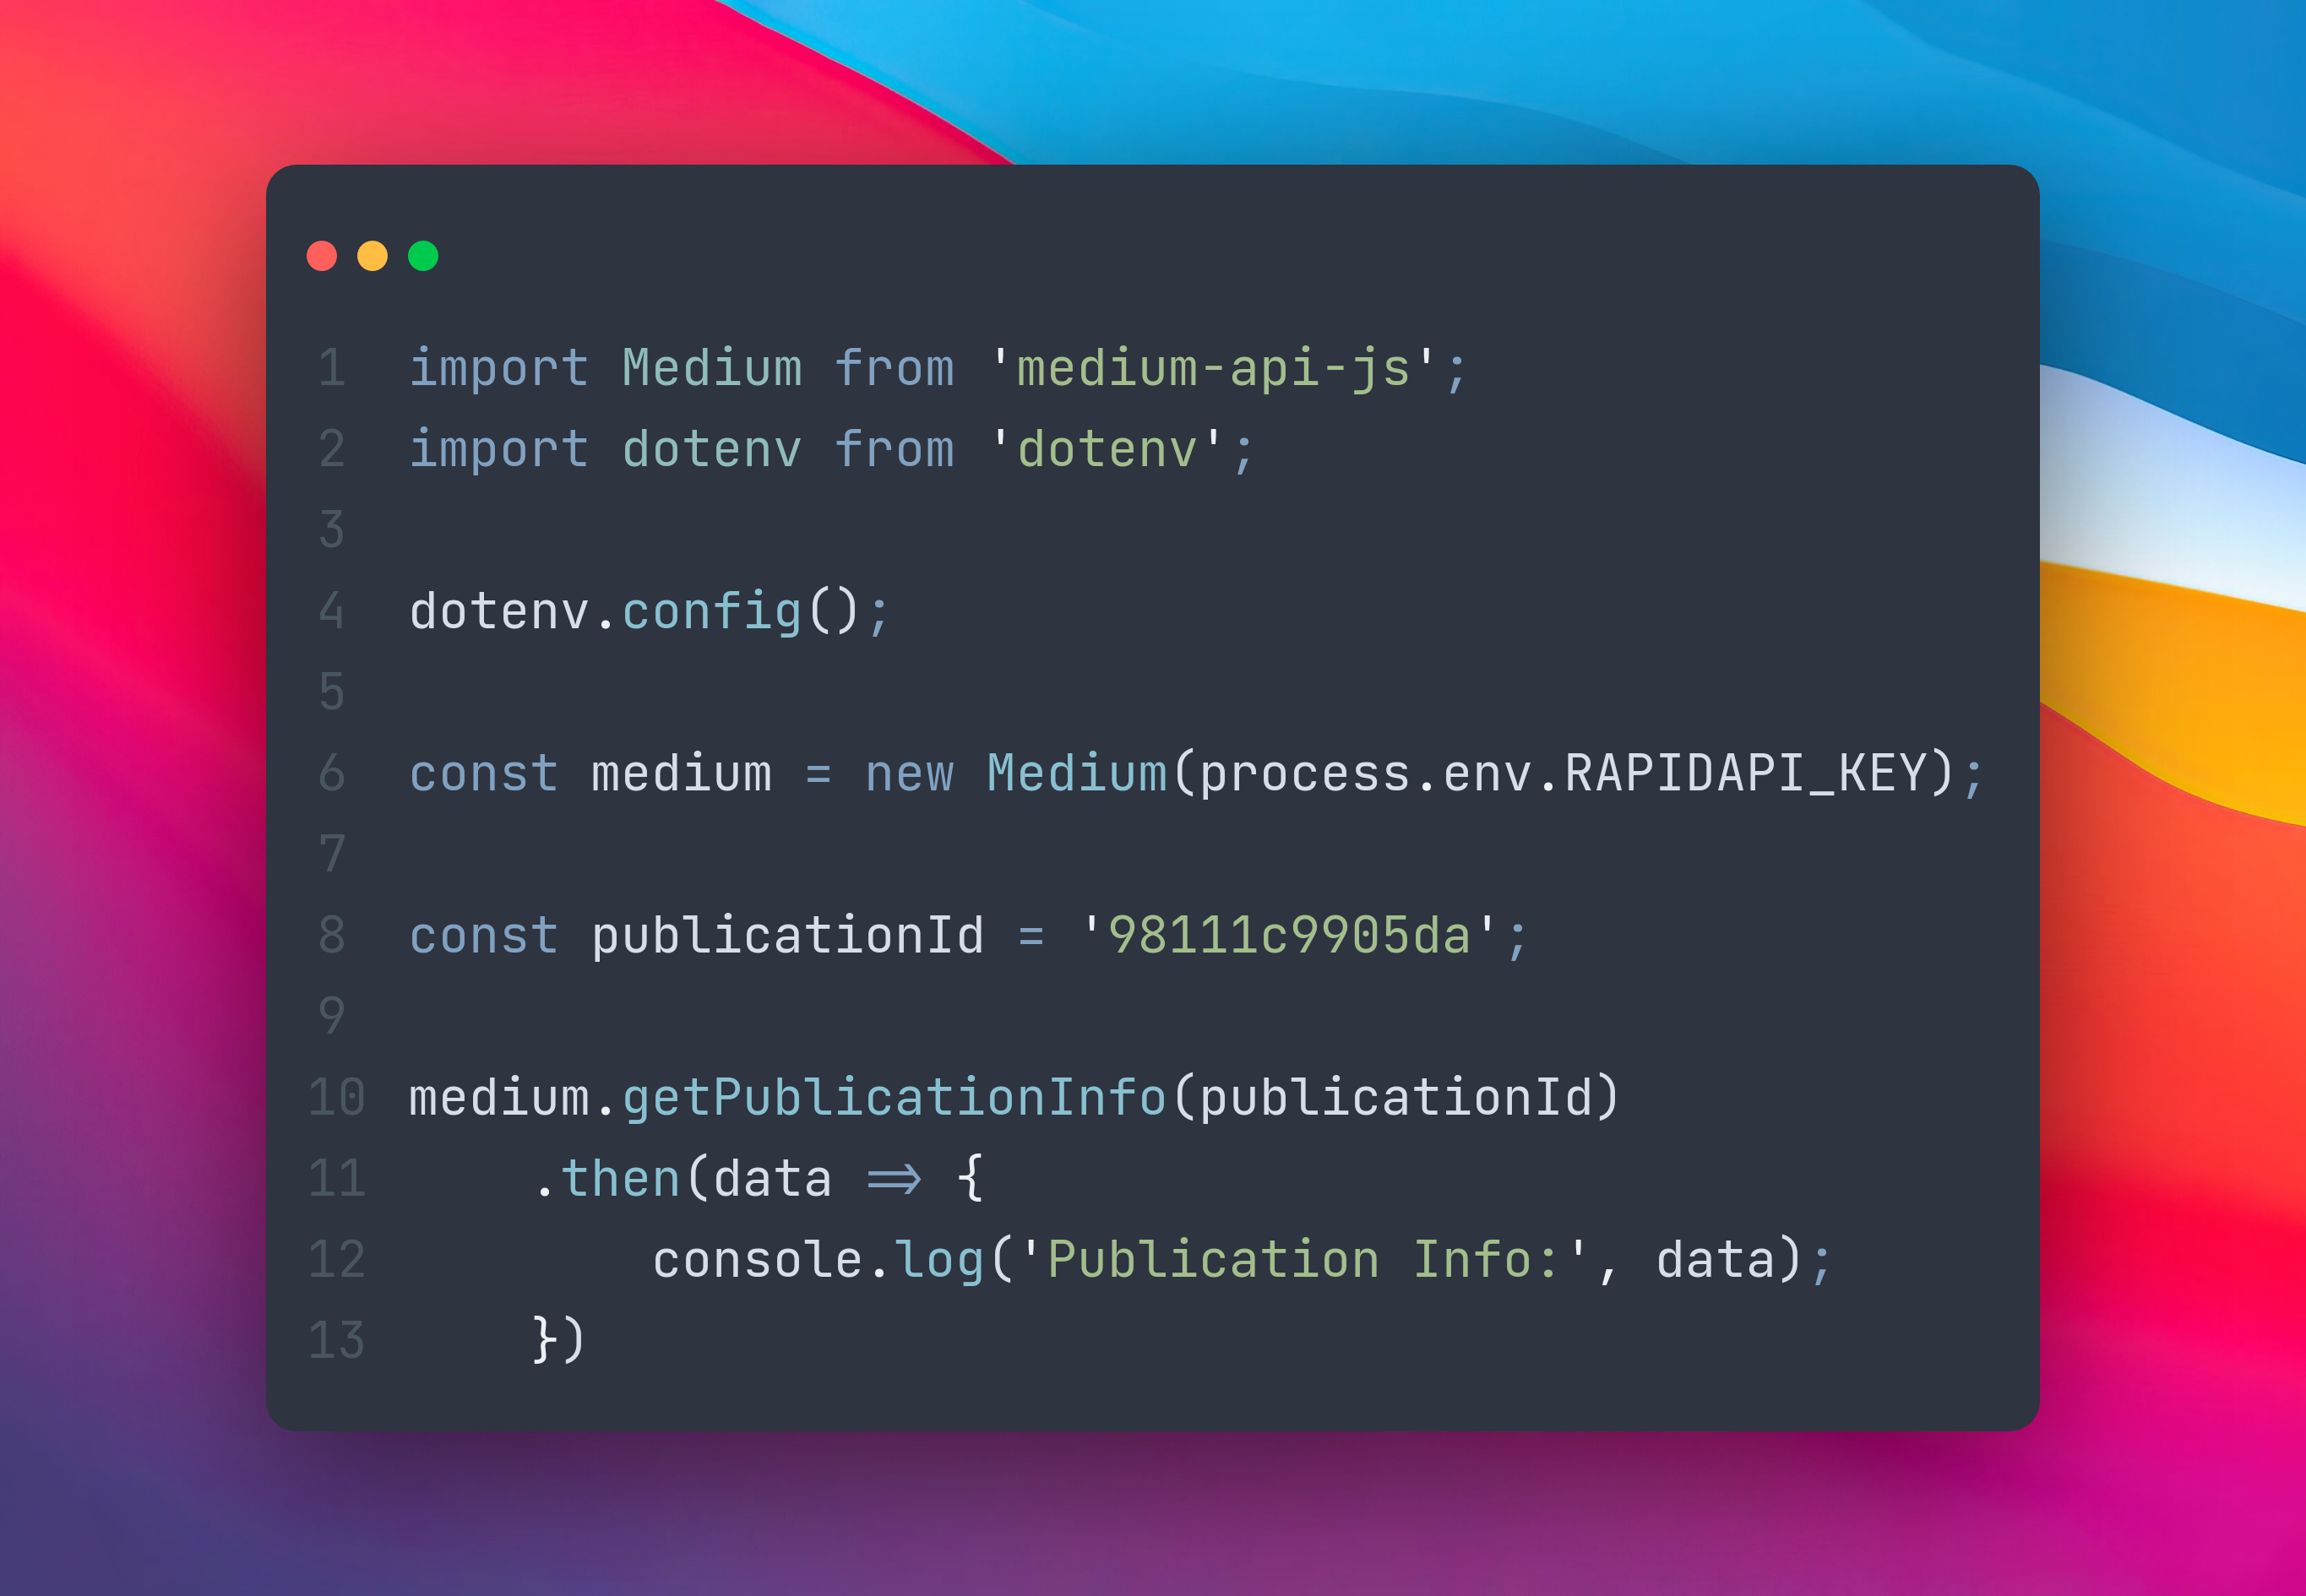 1 import Medium from 'medium-api-js';
2 import dotenv from 'dotenv';
3
4 dotenv.config();
5
6 const medium = new Medium(process.env.RAPIDAPI_KEY);
7
8 const publicationId = '98111c9905da';
9
10 medium.getPublicationInfo(publicationId)
11     .then(data => {
12         console.log('Publication Info:', data);
13     })